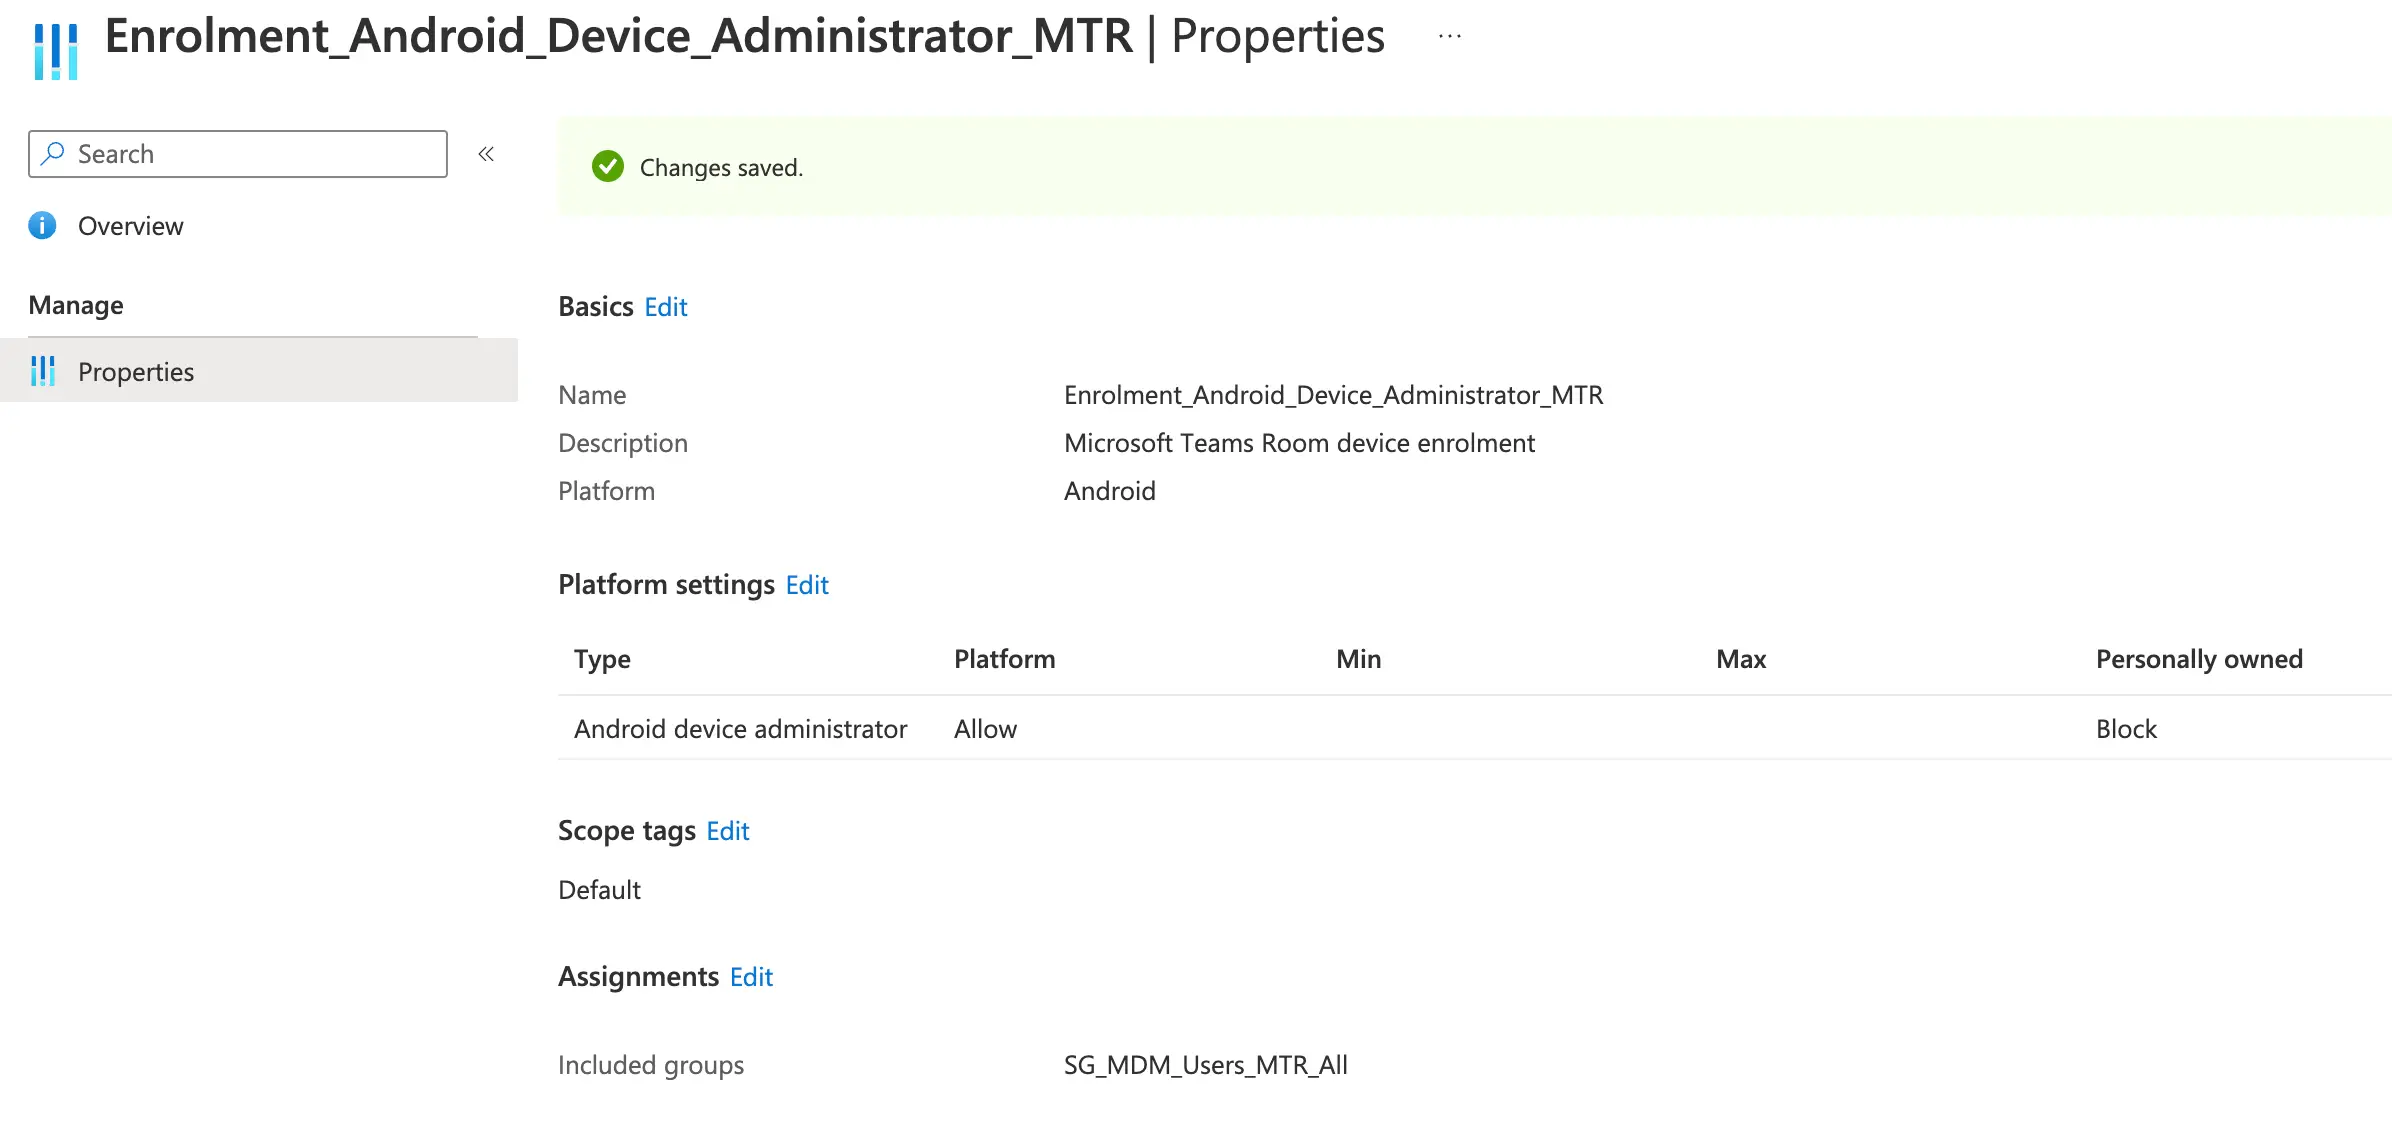 Enrolment_Android_Device_Administrator_MTR | Properties ...
Search
Overview
Manage
Properties
Changes saved.
Basics Edit
Name Enrolment_Android_Device_Administrator_MTR
Description Microsoft Teams Room device enrolment
Platform Android
Platform settings Edit
Type Platform Min Max Personally owned
Android device administrator Allow Block
Scope tags Edit
Default
Assignments Edit
Included groups SG_MDM_Users_MTR_All